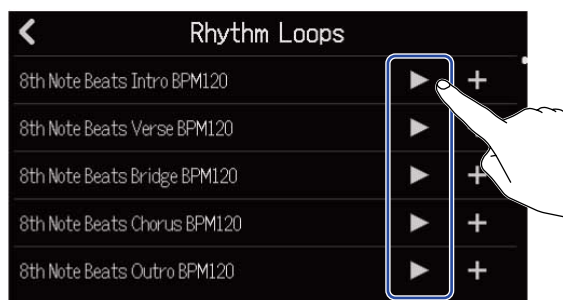 Rhythm Loops
8th Note Beats Intro BPM120
8th Note Beats Verse BPM120
8th Note Beats Bridge BPM120
8th Note Beats Chorus BPM120
8th Note Beats Outro BPM120